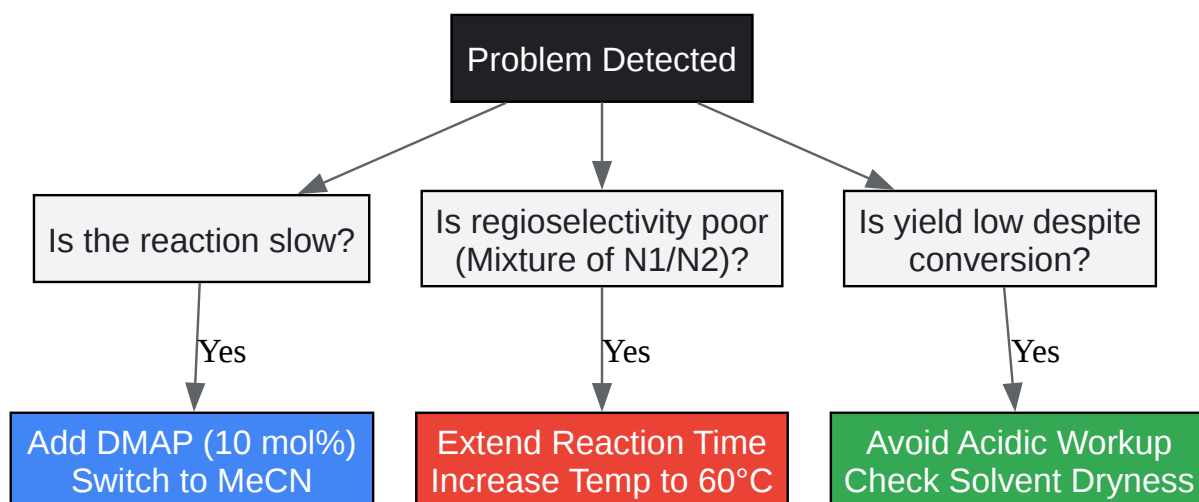 Problem Detected
Is the reaction slow?
Is regioselectivity poor
(Mixture of N1/N2)?
Is yield low despite
conversion?
Yes
Yes
Yes
Add DMAP (10 mol%)
Switch to MeCN
Extend Reaction Time
Increase Temp to 60°C
Avoid Acidic Workup
Check Solvent Dryness